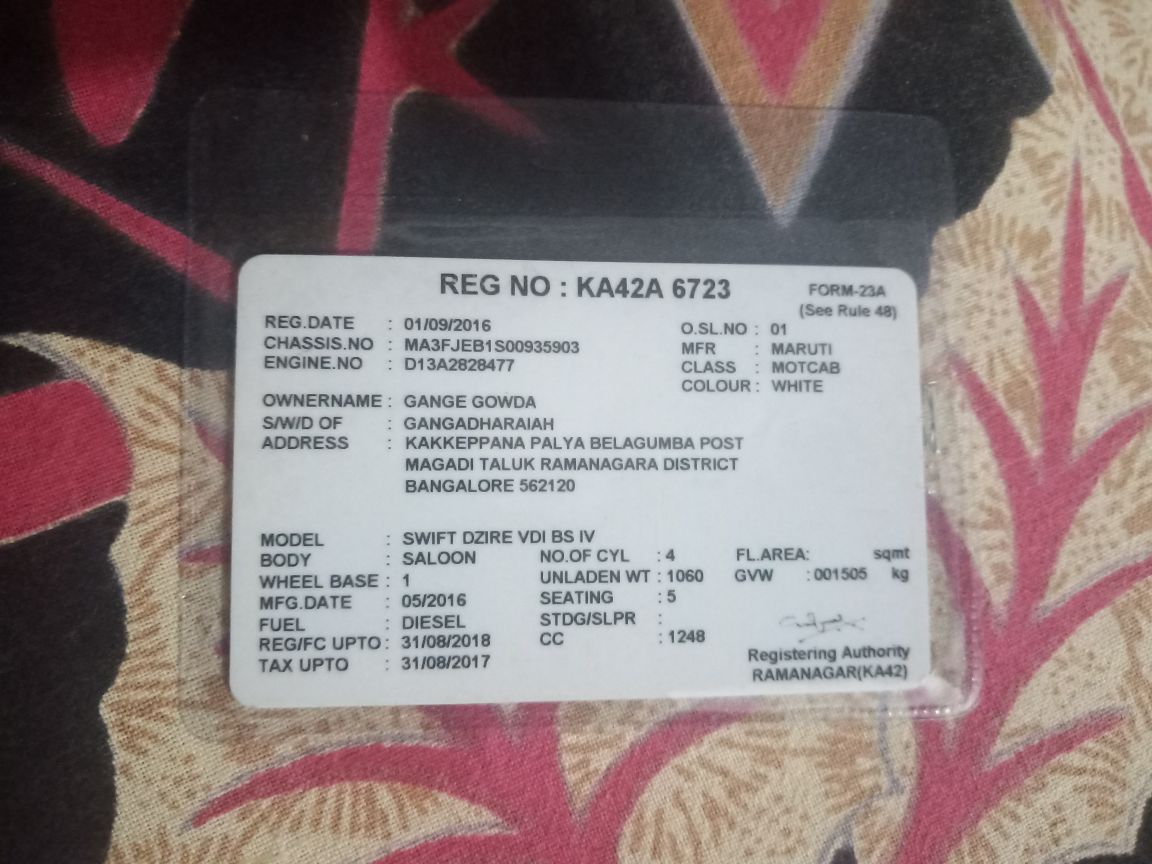 REG NO : KA42A 6723
FORM-23A
(See Rule 48)
REG.DATE : 01/09/2016 O.SL.NO : 01
CHASSIS.NO : MA3FJEB1S00935903 MFR : MARUTI
ENGINE.NO : D13A2828477 CLASS : MOTCAB
COLOUR : WHITE
OWNERNAME : GANGE GOWDA
S/W/D OF : GANGADHARAIAH
ADDRESS : KAKKEPPANA PALYA BELAGUMBA POST
MAGADI TALUK RAMANAGARA DISTRICT
BANGALORE 562120
MODEL : SWIFT DZIRE VDI BS IV
BODY : SALOON NO.OF CYL : 4 FL.AREA: sqmt
WHEEL BASE : 1 UNLADEN WT : 1060 GVW : 001505 kg
MFG.DATE : 05/2016 SEATING : 5
FUEL : DIESEL STDG/SLPR :
REG/FC UPTO : 31/08/2018 CC : 1248
TAX UPTO : 31/08/2017
Registering Authority
RAMANAGAR(KA42)